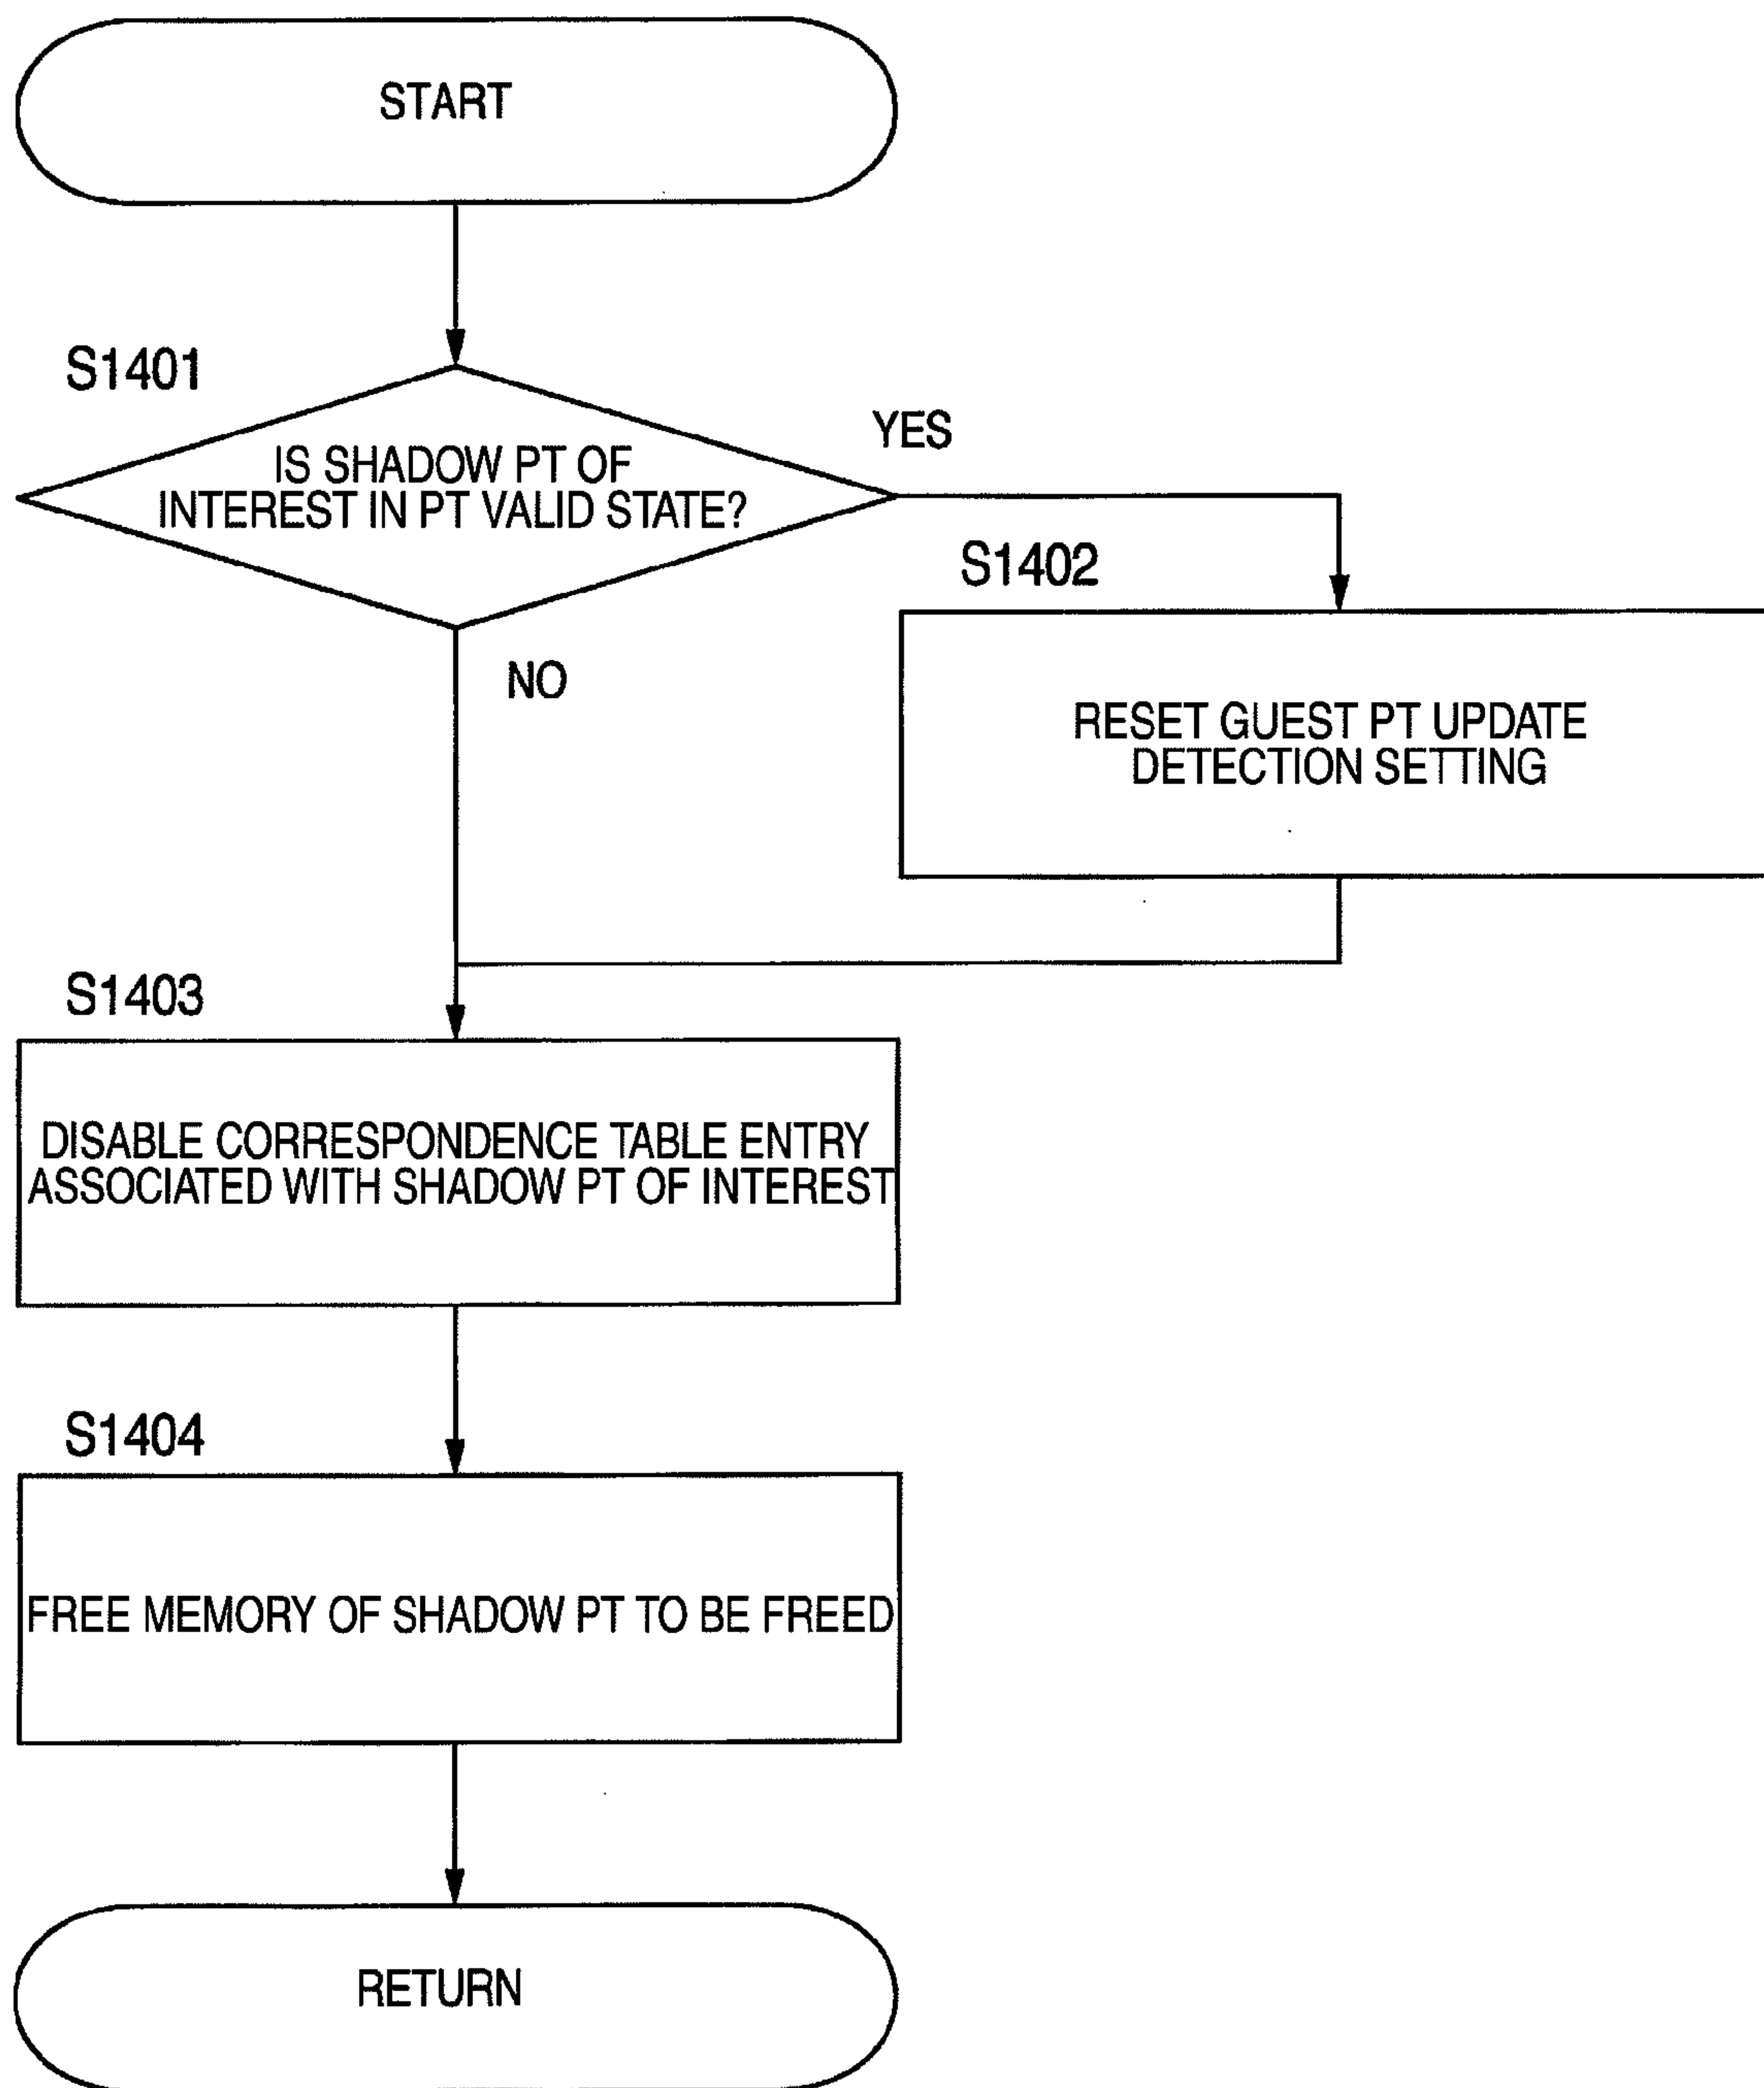 START
S1401
IS SHADOW PT OF
INTEREST IN PT VALID STATE?
YES
S1402
NO
RESET GUEST PT UPDATE
DETECTION SETTING
S1403
DISABLE CORRESPONDENCE TABLE ENTRY
ASSOCIATED WITH SHADOW PT OF INTEREST
S1404
FREE MEMORY OF SHADOW PT TO BE FREED
RETURN